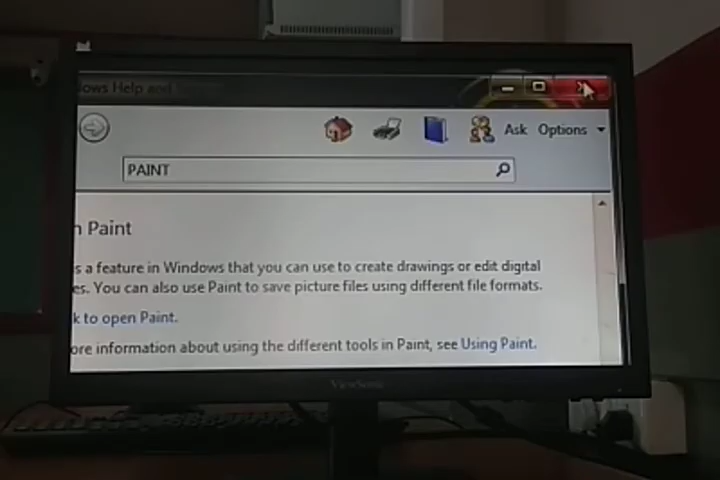 lows Help and
Ask Options
PAINT
n Paint
s a feature in Windows that you can use to create drawings or edit digital
es. You can also use Paint to save picture files using different file formats.
k to open Paint.
ore information about using the different tools in Paint, see Using Paint.
ViewSonic